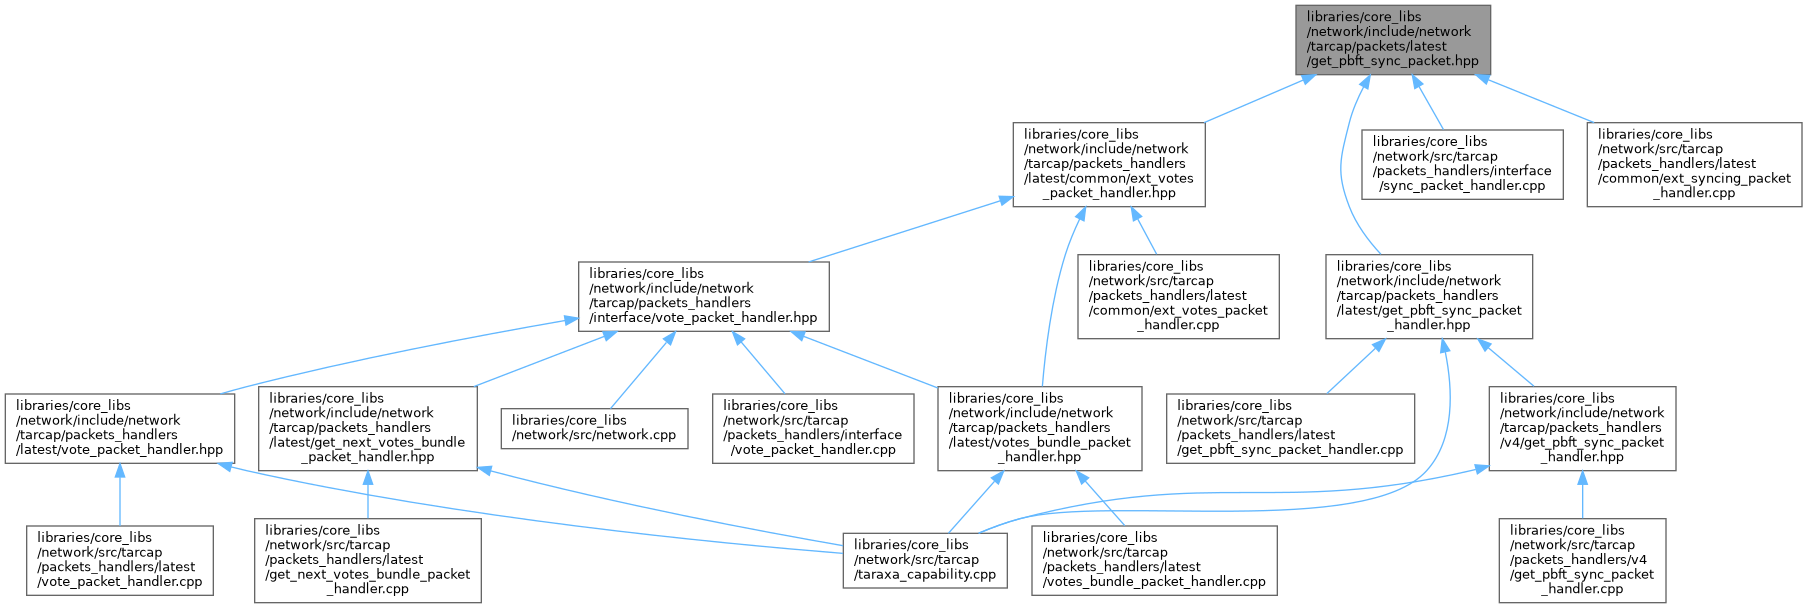 libraries/core_libs
/network/include/network
/tarcap/packets/latest
/get_pbft_sync_packet.hpp
libraries/core_libs
/network/include/network
/tarcap/packets_handlers
/latest/common/ext_votes
_packet_handler.hpp
libraries/core_libs
/network/src/tarcap
/packets_handlers/interface
/sync_packet_handler.cpp
libraries/core_libs
/network/src/tarcap
/packets_handlers/latest
/common/ext_syncing_packet
_handler.cpp
libraries/core_libs
/network/include/network
/tarcap/packets_handlers
/interface/vote_packet_handler.hpp
libraries/core_libs
/network/src/tarcap
/packets_handlers/latest
/common/ext_votes_packet
_handler.cpp
libraries/core_libs
/network/include/network
/tarcap/packets_handlers
/latest/get_pbft_sync_packet
_handler.hpp
libraries/core_libs
/network/include/network
/tarcap/packets_handlers
/latest/vote_packet_handler.hpp
libraries/core_libs
/network/include/network
/tarcap/packets_handlers
/latest/get_next_votes_bundle
_packet_handler.hpp
libraries/core_libs
/network/src/network.cpp
libraries/core_libs
/network/src/tarcap
/packets_handlers/interface
/vote_packet_handler.cpp
libraries/core_libs
/network/include/network
/tarcap/packets_handlers
/latest/votes_bundle_packet
_handler.hpp
libraries/core_libs
/network/src/tarcap
/packets_handlers/latest
/get_pbft_sync_packet_handler.cpp
libraries/core_libs
/network/include/network
/tarcap/packets_handlers
/v4/get_pbft_sync_packet
_handler.hpp
libraries/core_libs
/network/src/tarcap
/packets_handlers/latest
/vote_packet_handler.cpp
libraries/core_libs
/network/src/tarcap
/packets_handlers/latest
/get_next_votes_bundle_packet
_handler.cpp
libraries/core_libs
/network/src/tarcap
/taraxa_capability.cpp
libraries/core_libs
/network/src/tarcap
/packets_handlers/latest
/votes_bundle_packet_handler.cpp
libraries/core_libs
/network/src/tarcap
/packets_handlers/v4
/get_pbft_sync_packet
_handler.cpp